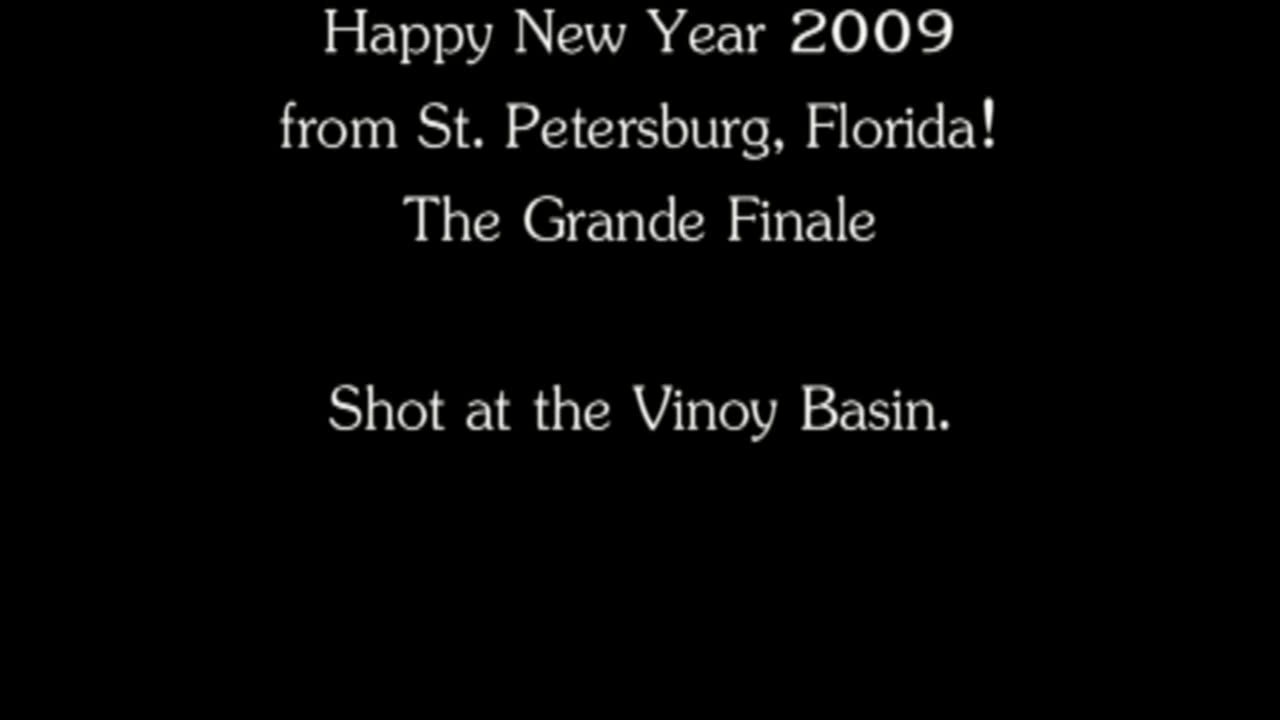 Happy New Year 2009
from St. Petersburg, Florida!
The Grande Finale
Shot at the Vinoy Basin.